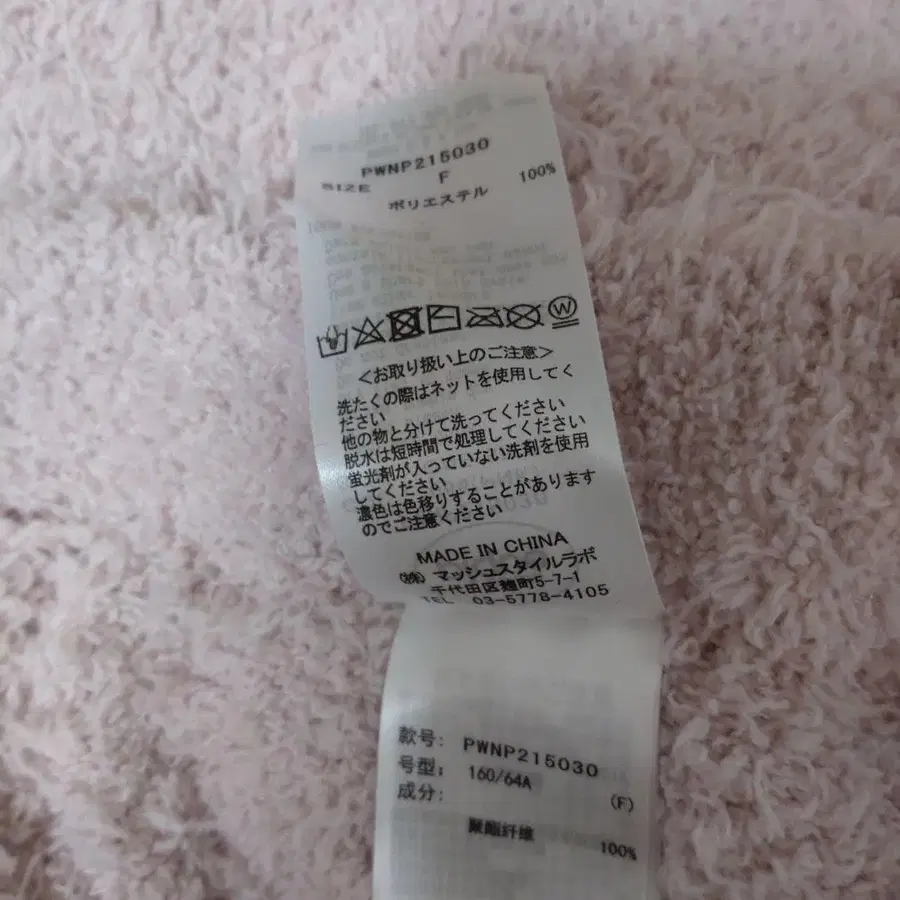 PWNP215030
SIZE F
ポリエステル 100%
W
＜お取り扱い上のご注意＞
洗たくの際はネットを使用してく
ださい
他の物と分けて洗ってください
脱水は短時間で処理してください
蛍光剤が入っていない洗剤を使用
してください
濃色は色移りすることがあります
のでご注意ください
MADE IN CHINA
㈱ マッシュスタイルラボ
千代田区麹町5-7-1
TEL 03-5778-4105
款号: PWNP215030
号型: 160/64A (F)
成分:
聚酯纤维 100%